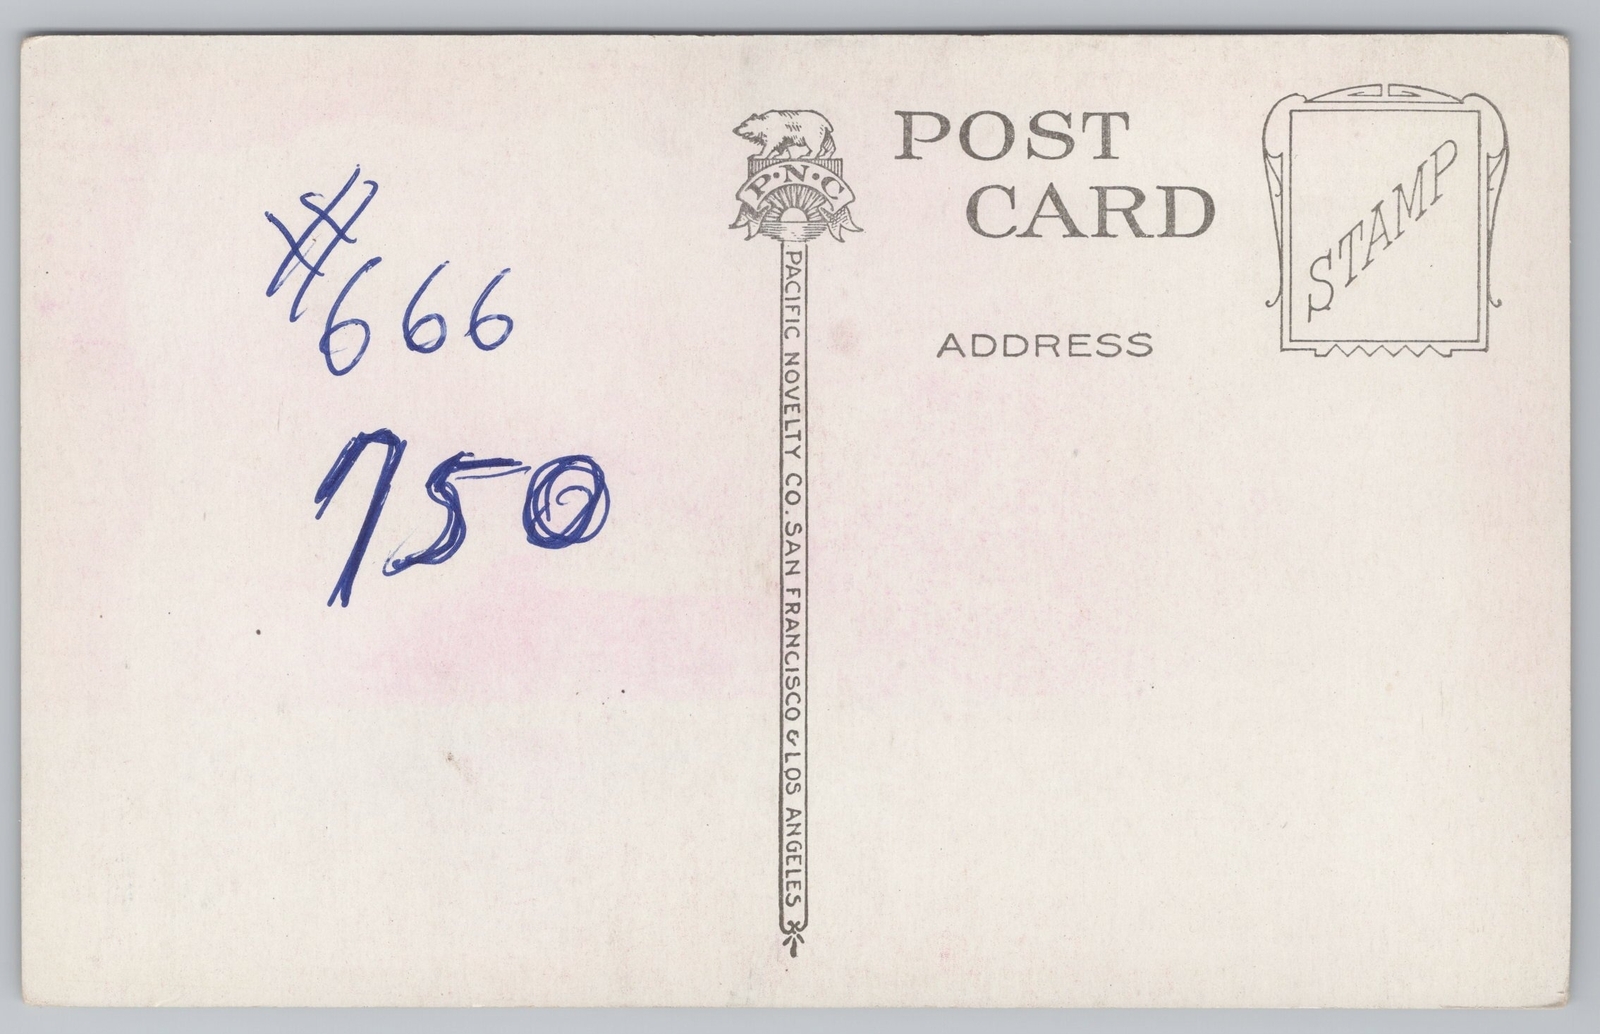 #666
750
P·N·C
PACIFIC NOVELTY CO. SAN FRANCISCO & LOS ANGELES
POST
CARD
ADDRESS
STAMP